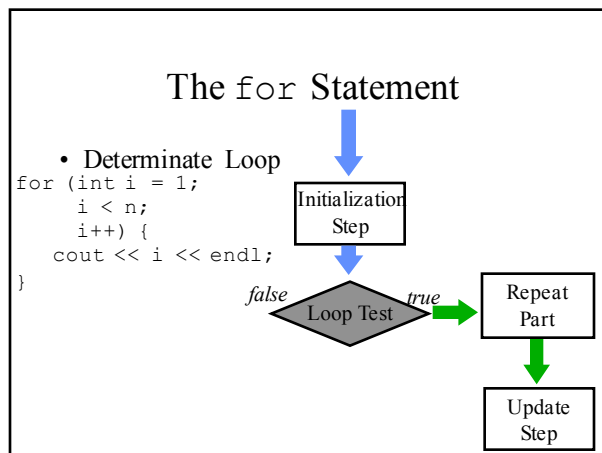 The for Statement
• Determinate Loop
for (int i = 1;
i < n;
i++) {
cout << i << endl;
}
Initialization
Step
false
true
Loop Test
Repeat
Part
Update
Step